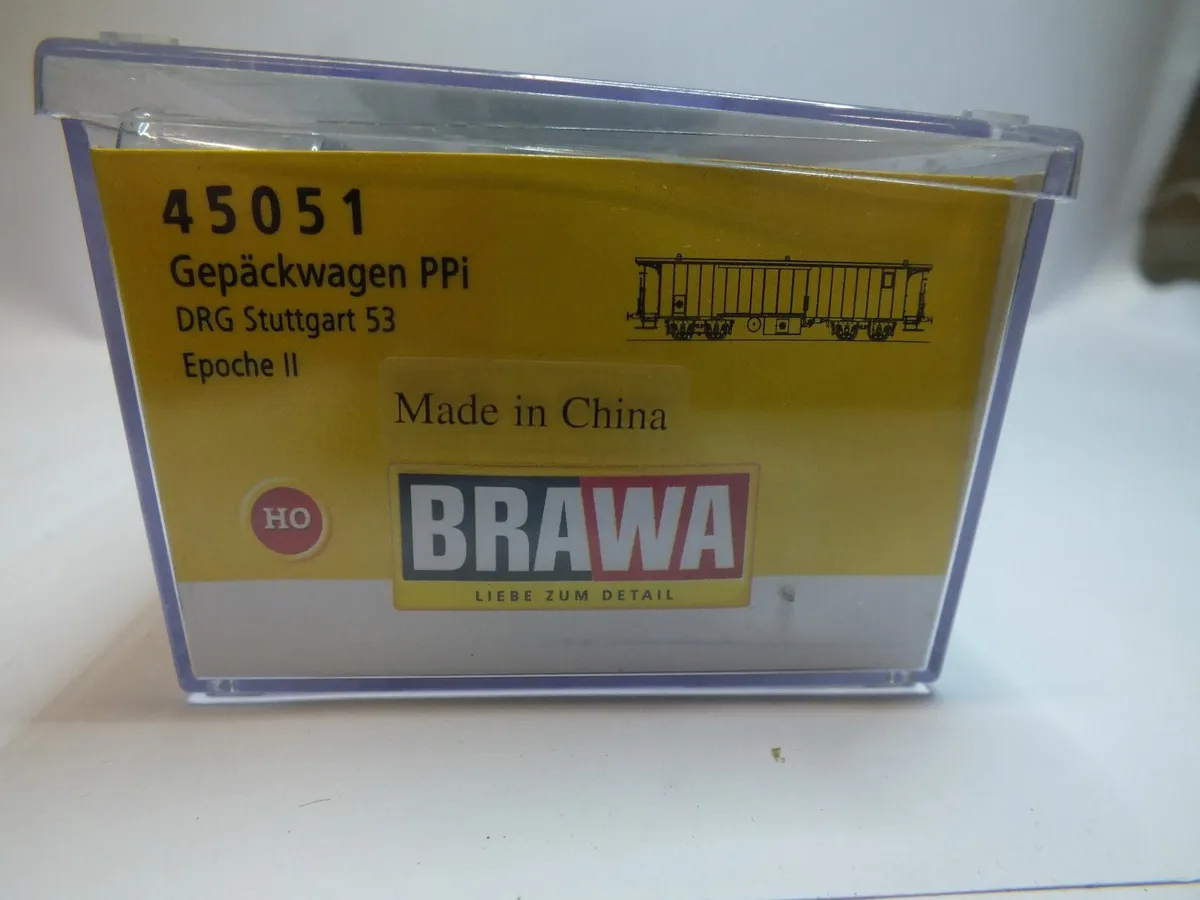 45051
Gepäckwagen PPi
DRG Stuttgart 53
Epoche II
Made in China
HO
BRAWA
LIEBE ZUM DETAIL